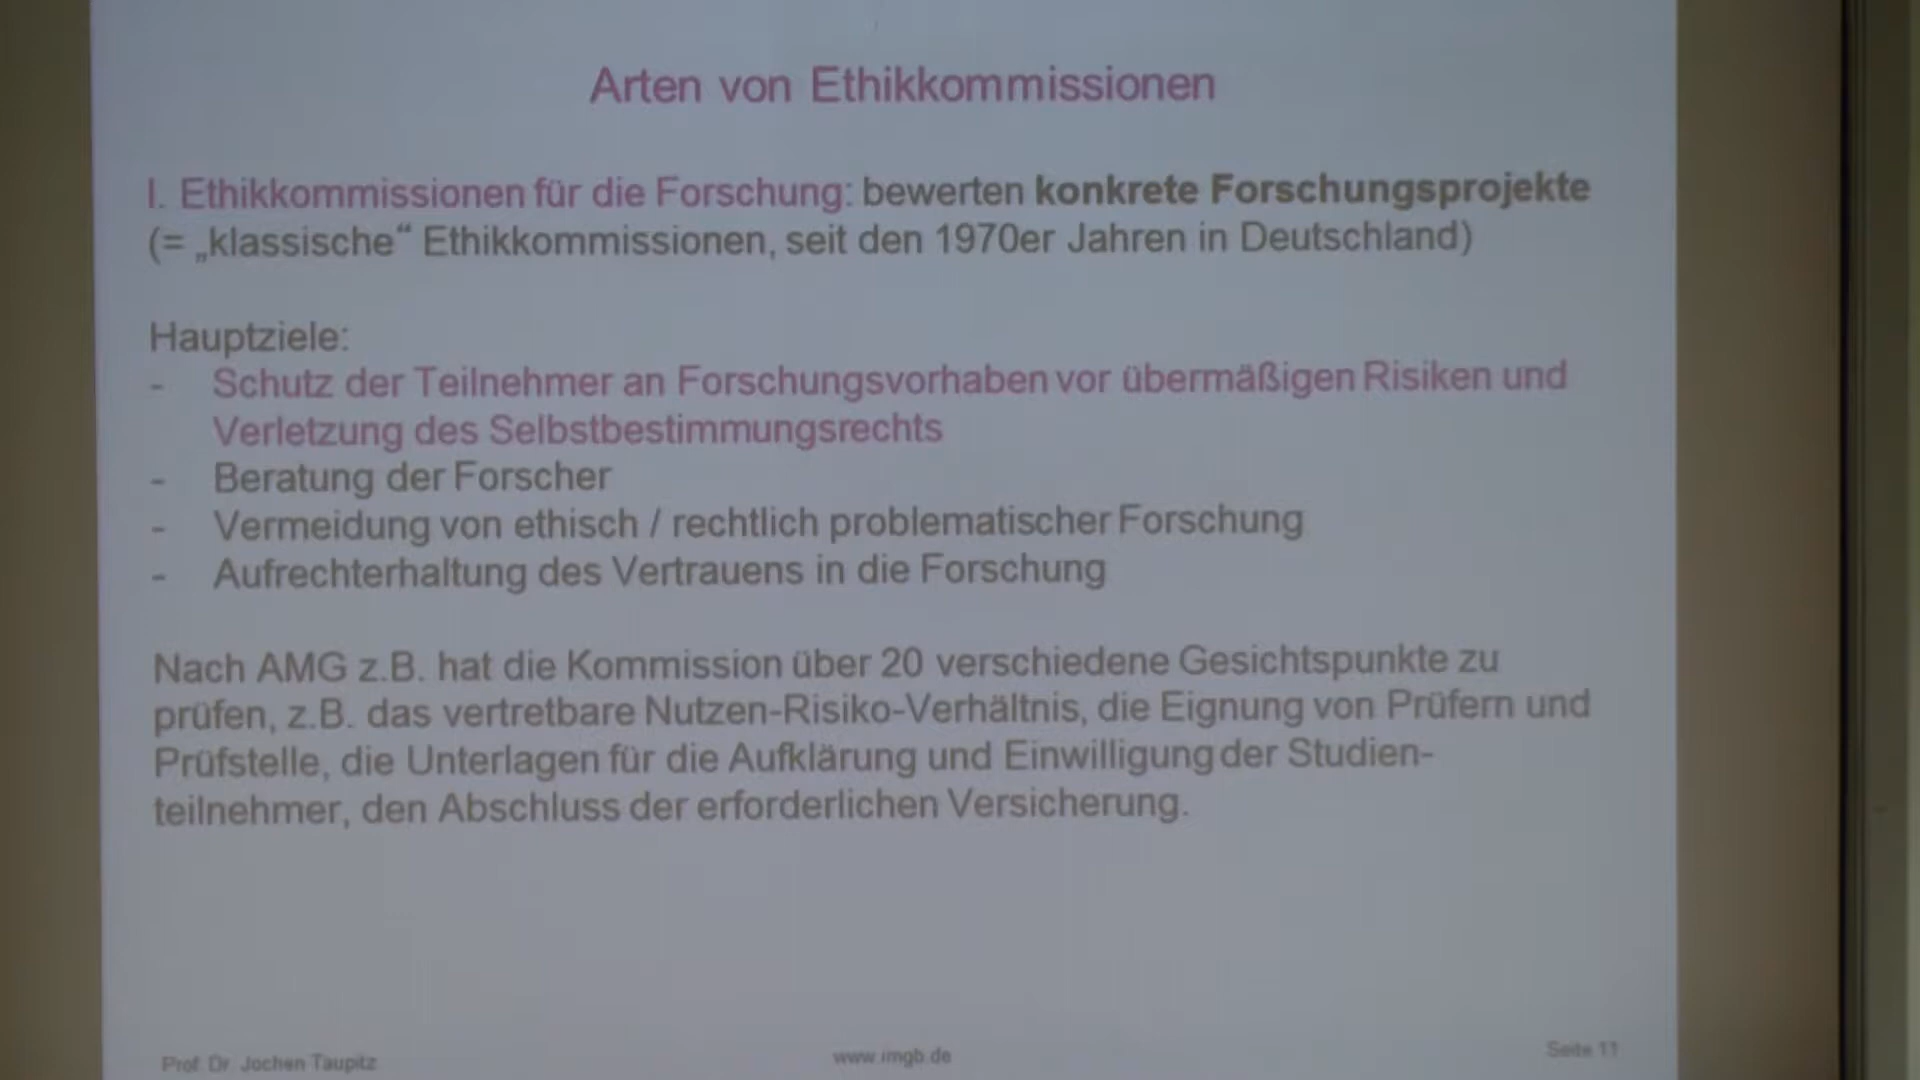 Arten von Ethikkommissionen
I. Ethikkommissionen für die Forschung: bewerten konkrete Forschungsprojekte
(= „klassische“ Ethikkommissionen, seit den 1970er Jahren in Deutschland)
Hauptziele:
- Schutz der Teilnehmer an Forschungsvorhaben vor übermäßigen Risiken und
Verletzung des Selbstbestimmungsrechts
- Beratung der Forscher
- Vermeidung von ethisch / rechtlich problematischer Forschung
- Aufrechterhaltung des Vertrauens in die Forschung
Nach AMG z.B. hat die Kommission über 20 verschiedene Gesichtspunkte zu
prüfen, z.B. das vertretbare Nutzen-Risiko-Verhältnis, die Eignung von Prüfern und
Prüfstelle, die Unterlagen für die Aufklärung und Einwilligung der Studien-
teilnehmer, den Abschluss der erforderlichen Versicherung.
Prof. Dr. Jochen Taupitz
www.imgb.de
Seite 11